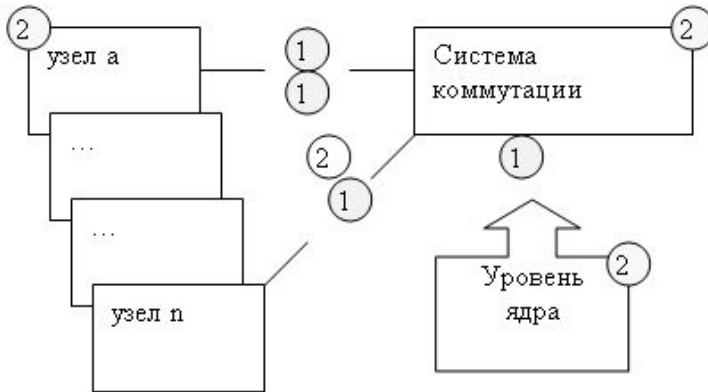 2
узел a
1
1
Система
коммутации
2
...
2
1
1
...
Уровень
ядра
2
узел n